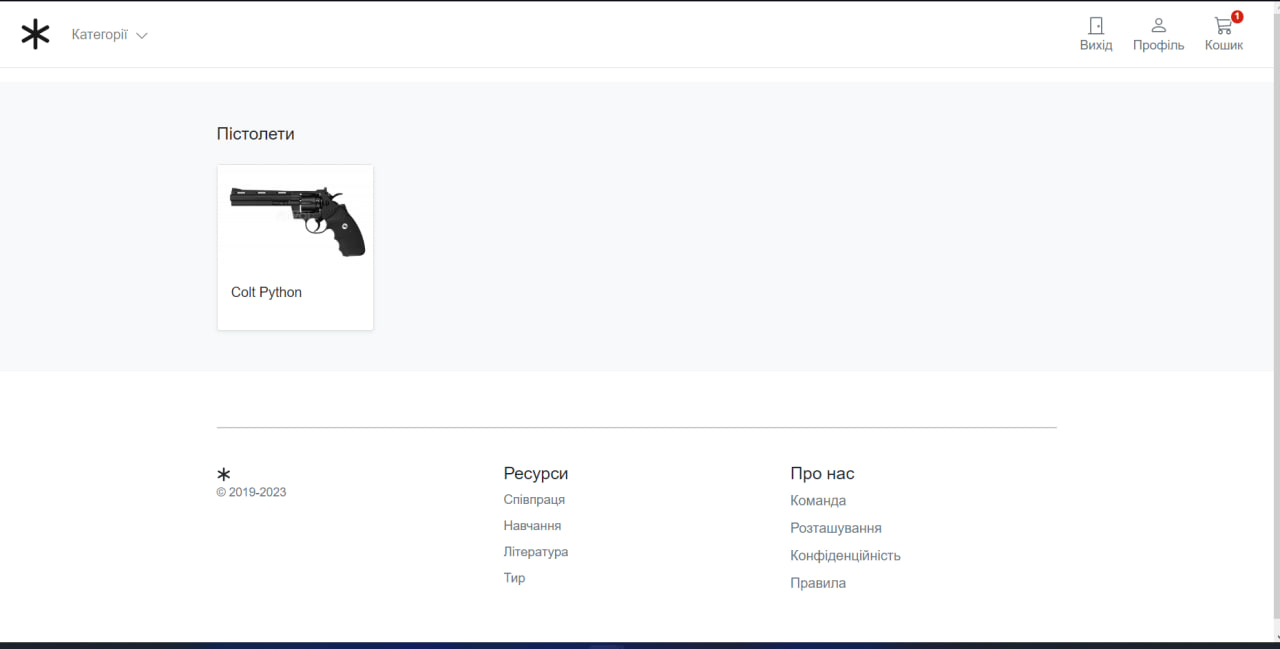 Категорії
Вихід
Профіль
1
Кошик
Пістолети
Colt Python
© 2019-2023
Ресурси
Співпраця
Навчання
Література
Тир
Про нас
Команда
Розташування
Конфіденційність
Правила